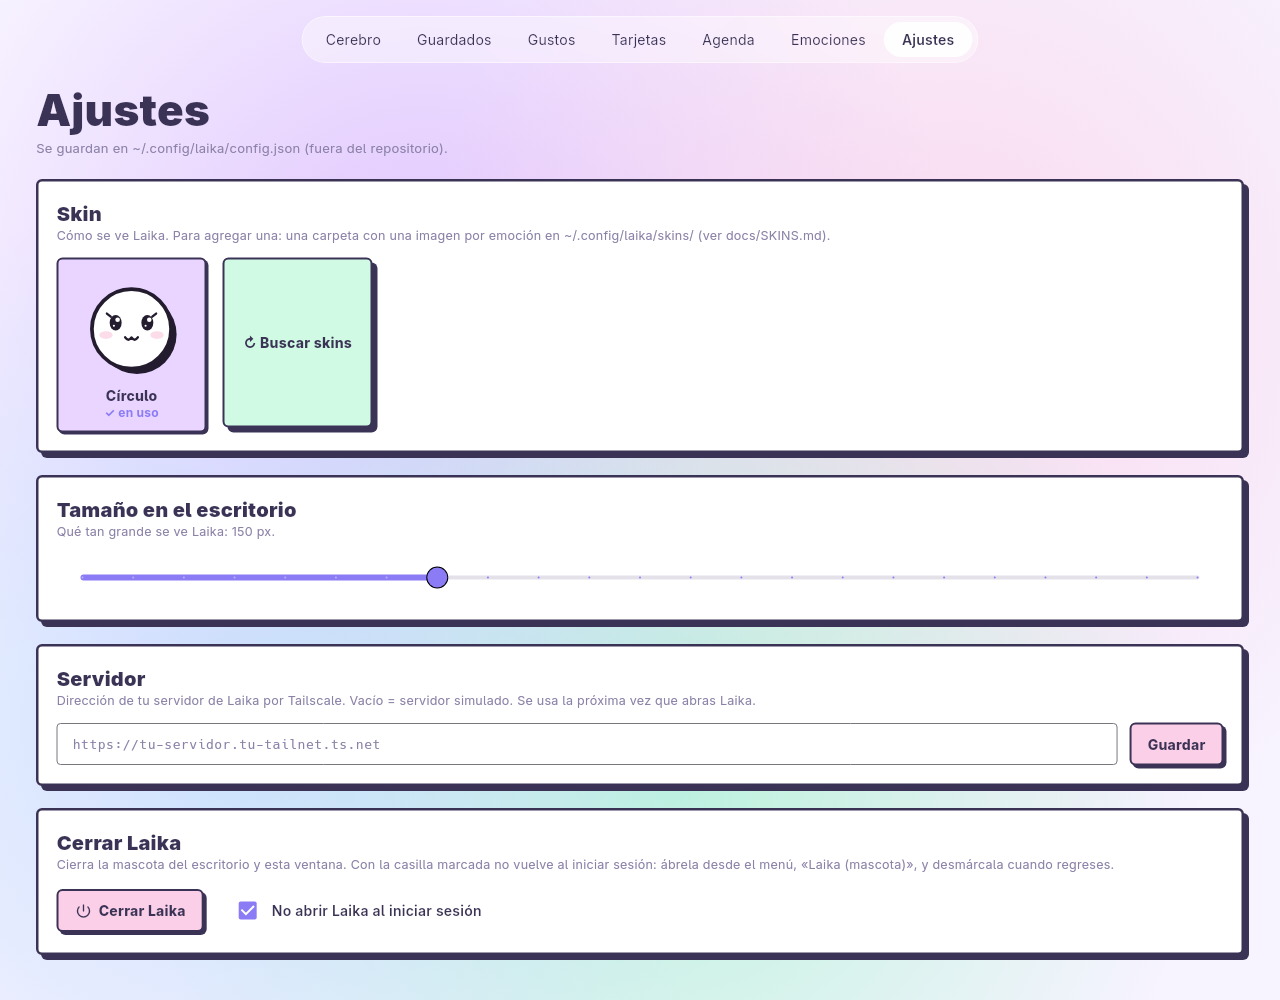 Cerebro
Guardados
Gustos
Tarjetas
Agenda
Emociones
Ajustes
Ajustes
Se guardan en ~/.config/laika/config.json (fuera del repositorio).
Skin
Cómo se ve Laika. Para agregar una: una carpeta con una imagen por emoción en ~/.config/laika/skins/ (ver docs/SKINS.md).
↻ Buscar skins
Círculo
✓ en uso
Tamaño en el escritorio
Qué tan grande se ve Laika: 150 px.
Servidor
Dirección de tu servidor de Laika por Tailscale. Vacío = servidor simulado. Se usa la próxima vez que abras Laika.
https://tu-servidor.tu-tailnet.ts.net
Guardar
Cerrar Laika
Cierra la mascota del escritorio y esta ventana. Con la casilla marcada no vuelve al iniciar sesión: ábrela desde el menú, «Laika (mascota)», y desmárcala cuando regreses.
Cerrar Laika
No abrir Laika al iniciar sesión